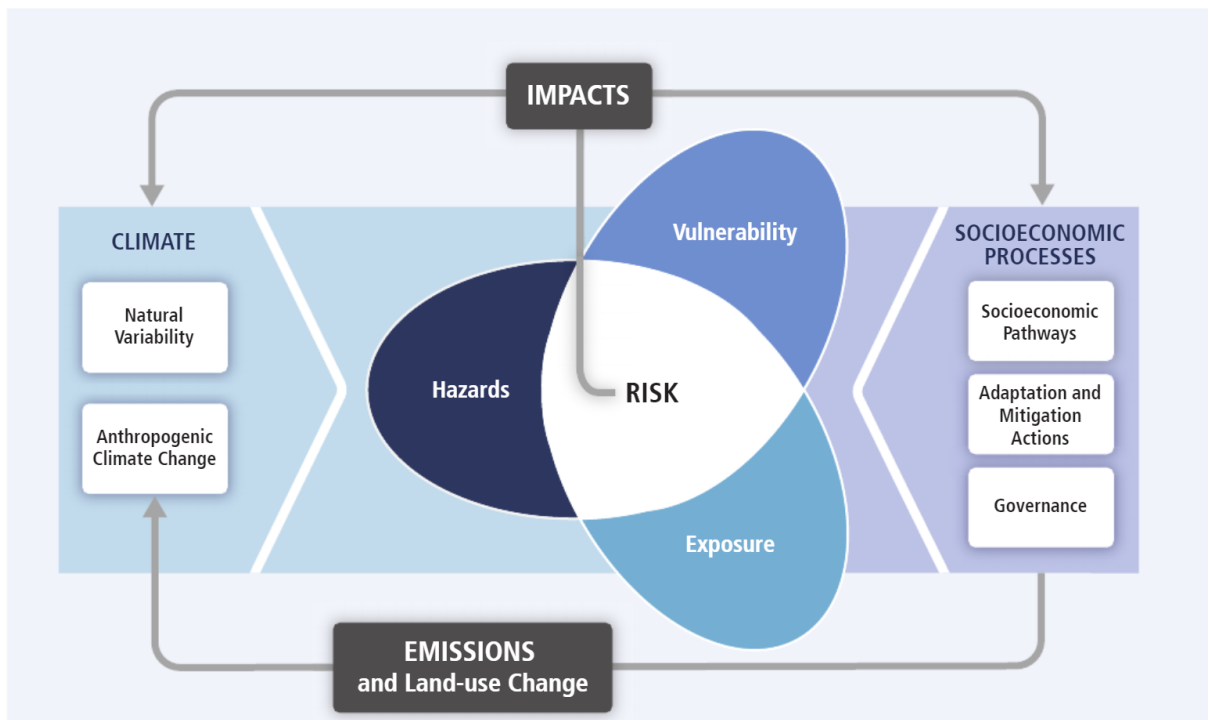 IMPACTS
CLIMATE
Natural
Variability
Anthropogenic
Climate Change
Vulnerability
Hazards
RISK
Exposure
SOCIOECONOMIC
PROCESSES
Socioeconomic
Pathways
Adaptation and
Mitigation
Actions
Governance
EMISSIONS
and Land-use Change